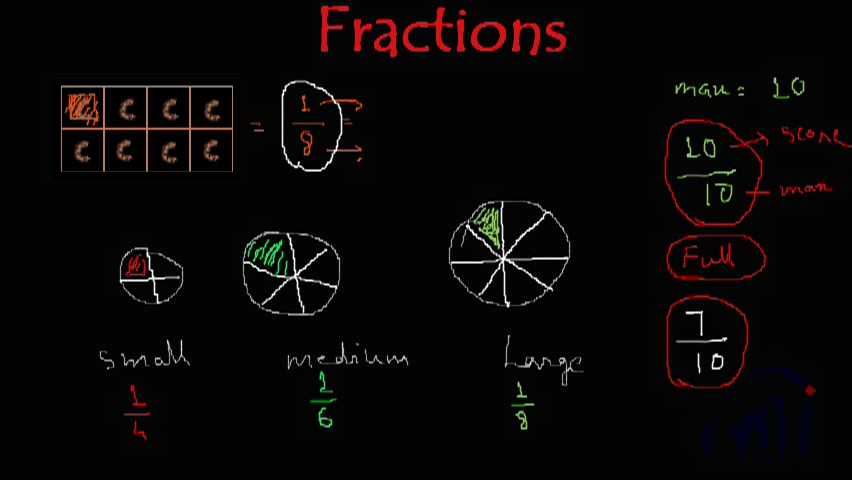 Fractions
C C C C = 1/8
C C C C
max = 10
10 → score
10 — max
Full
7/10
small medium Large
1/4 1/6 1/8
rmi